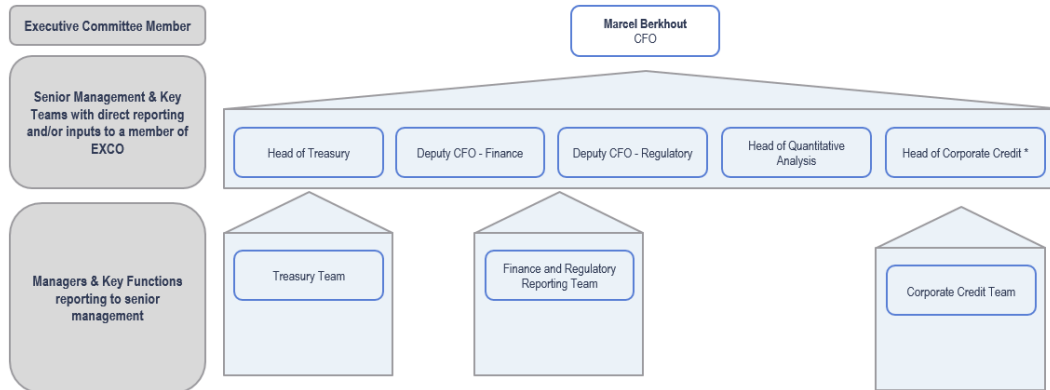 Executive Committee Member
Marcel Berkhout
CFO
Senior Management & Key
Teams with direct reporting
and/or inputs to a member of
EXCO
Head of Treasury
Deputy CFO - Finance
Deputy CFO - Regulatory
Head of Quantitative
Analysis
Head of Corporate Credit *
Managers & Key Functions
reporting to senior
management
Treasury Team
Finance and Regulatory
Reporting Team
Corporate Credit Team